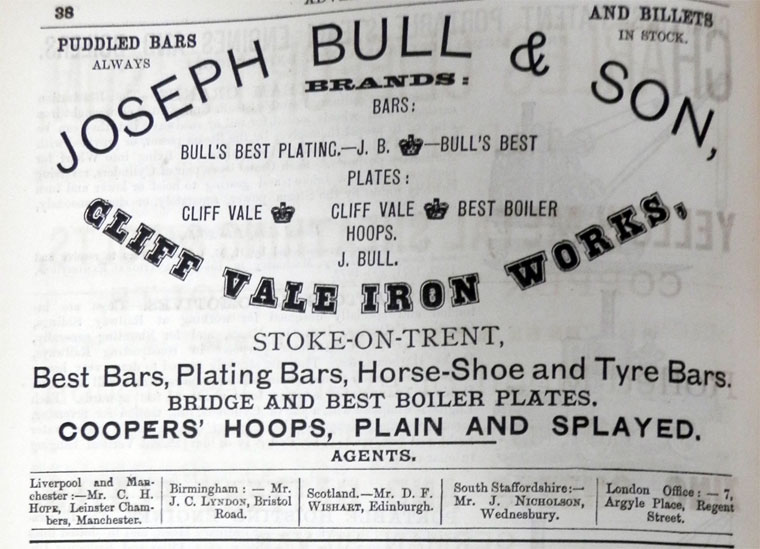 38
PUDDLED BARS
ALWAYS
AND BILLETS
IN STOCK.
JOSEPH BULL & SON,
BRANDS:
BARS:
BULL'S BEST PLATING.—J. B. —BULL'S BEST
PLATES:
CLIFF VALE CLIFF VALE BEST BOILER
HOOPS.
J. BULL.
CLIFF VALE IRON WORKS,
STOKE-ON-TRENT,
Best Bars, Plating Bars, Horse-Shoe and Tyre Bars.
BRIDGE AND BEST BOILER PLATES.
COOPERS' HOOPS, PLAIN AND SPLAYED.
AGENTS.
Liverpool and Man-
chester:—Mr. C. H.
HOPE, Leinster Cham-
bers, Manchester.
Birmingham: — Mr.
J. C. LYNDON, Bristol
Road.
Scotland.—Mr. D. F.
WISHART, Edinburgh.
South Staffordshire:—
Mr. J. NICHOLSON,
Wednesbury.
London Office: — 7,
Argyle Place, Regent
Street.